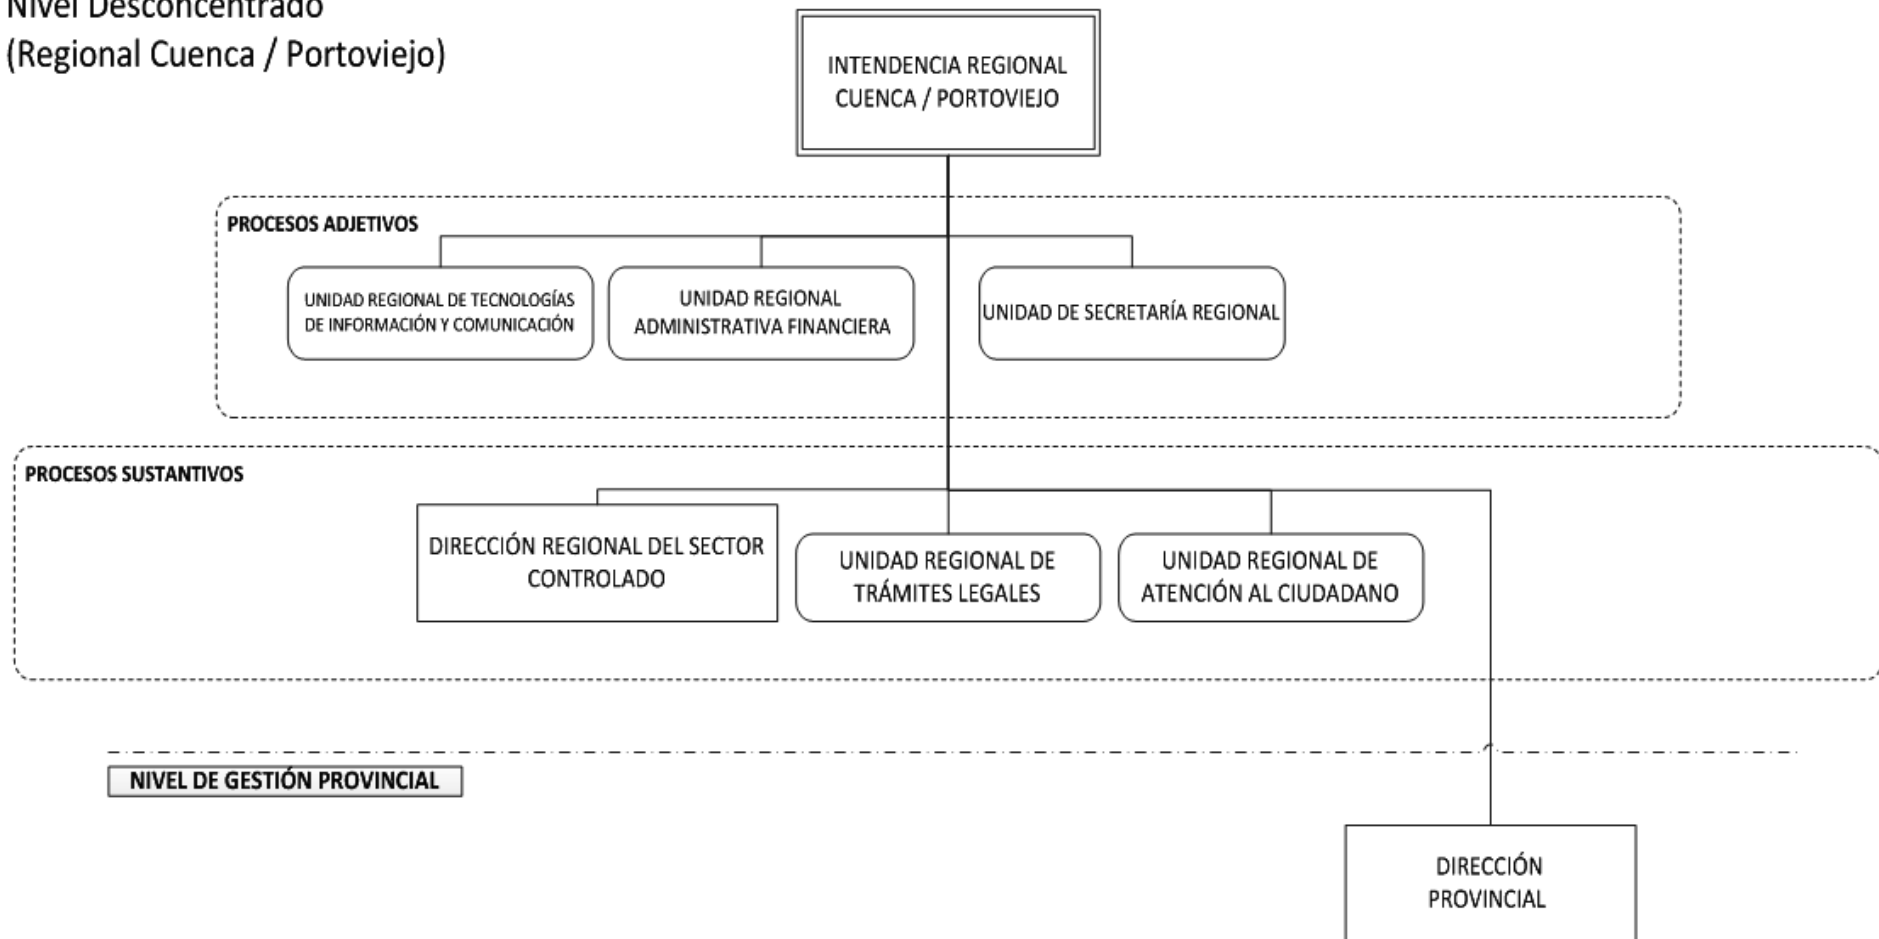 Nivel Desconcentrado
(Regional Cuenca / Portoviejo)
INTENDENCIA REGIONAL
CUENCA / PORTOVIEJO
PROCESOS ADJETIVOS
UNIDAD REGIONAL DE TECNOLOGÍAS
DE INFORMACIÓN Y COMUNICACIÓN
UNIDAD REGIONAL
ADMINISTRATIVA FINANCIERA
UNIDAD DE SECRETARÍA REGIONAL
PROCESOS SUSTANTIVOS
DIRECCIÓN REGIONAL DEL SECTOR
CONTROLADO
UNIDAD REGIONAL DE
TRÁMITES LEGALES
UNIDAD REGIONAL DE
ATENCIÓN AL CIUDADANO
NIVEL DE GESTIÓN PROVINCIAL
DIRECCIÓN
PROVINCIAL